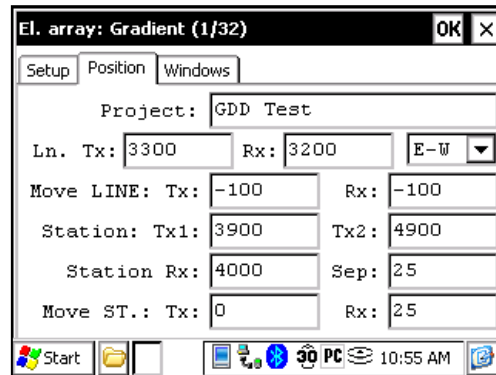 El. array: Gradient (1/32) OK ×
Setup Position Windows
Project: GDD Test
Ln. Tx: 3300 Rx: 3200 E-W
Move LINE: Tx: -100 Rx: -100
Station: Tx1: 3900 Tx2: 4900
Station Rx: 4000 Sep: 25
Move ST.: Tx: 0 Rx: 25
Start 30 PC 10:55 AM